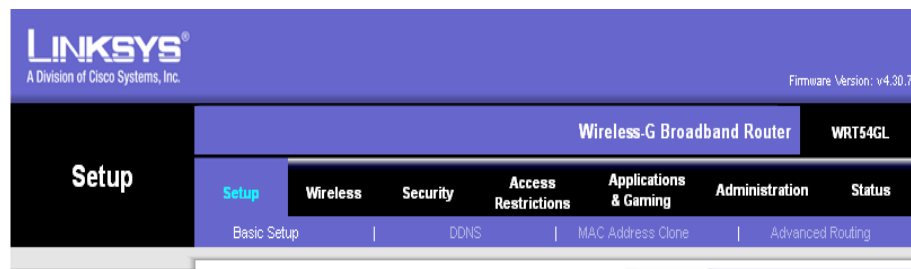 LINKSYS®
A Division of Cisco Systems, Inc.
Firmware Version: v4.30.7
Wireless-G Broadband Router WRT54GL
Setup
Setup Wireless Security Access Restrictions Applications & Gaming Administration Status
Basic Setup | DDNS | MAC Address Clone | Advanced Routing